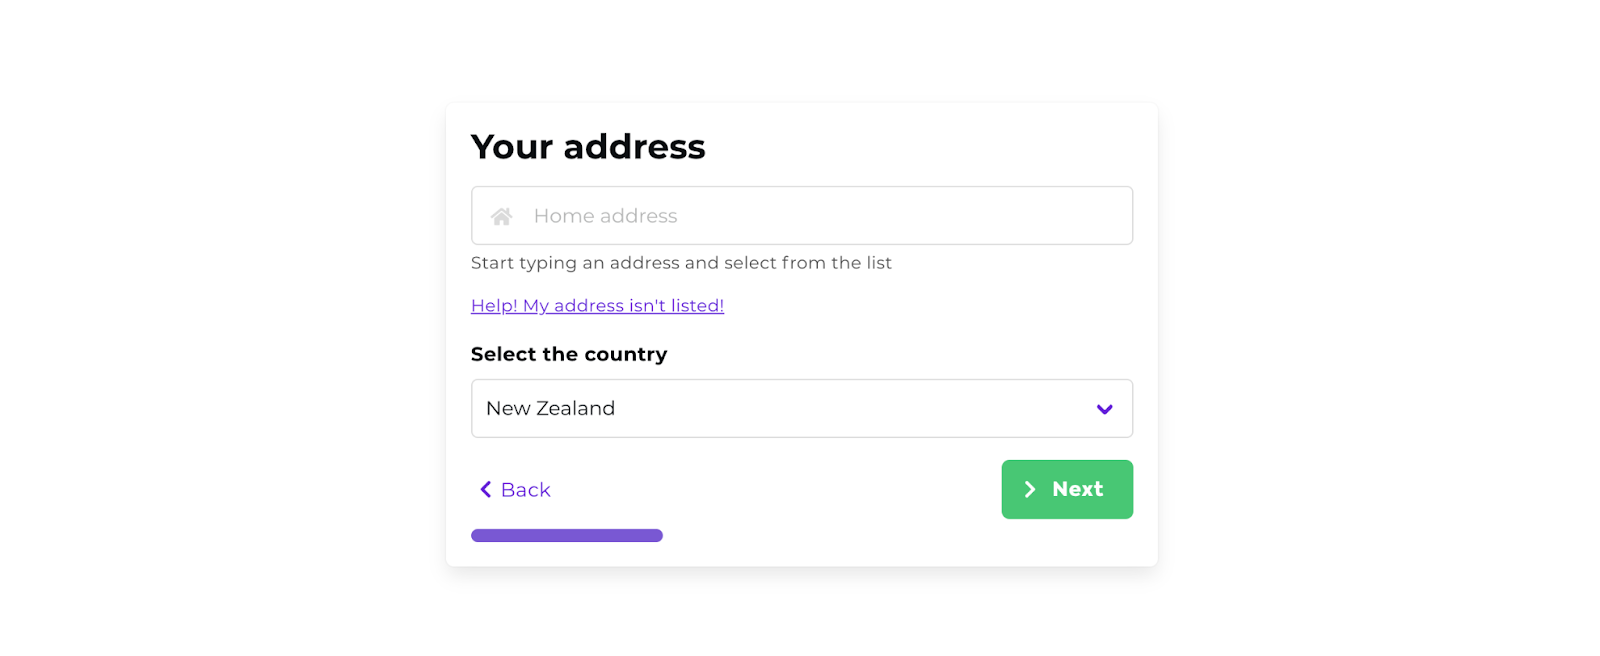 Your address
Home address
Start typing an address and select from the list
Help! My address isn't listed!
Select the country
New Zealand
Back
Next